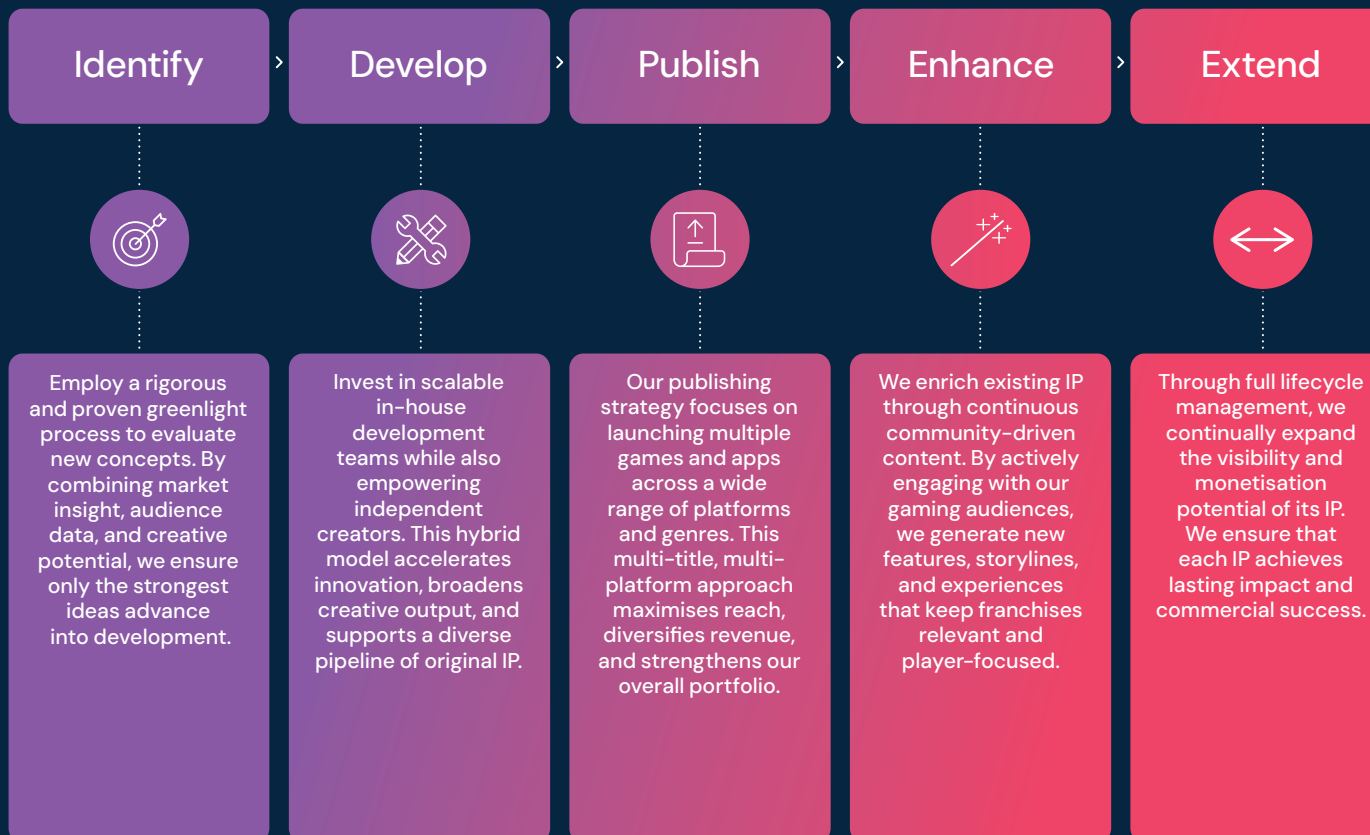 Identify
Develop
Publish
Enhance
Extend
Employ a rigorous
and proven greenlight
process to evaluate
new concepts. By
combining market
insight, audience
data, and creative
potential, we ensure
only the strongest
ideas advance
into development.
Invest in scalable
in-house
development
teams while also
empowering
independent
creators. This hybrid
model accelerates
innovation, broadens
creative output, and
supports a diverse
pipeline of original IP.
Our publishing
strategy focuses on
launching multiple
games and apps
across a wide
range of platforms
and genres. This
multi-title, multi-
platform approach
maximises reach,
diversifies revenue,
and strengthens our
overall portfolio.
We enrich existing IP
through continuous
community-driven
content. By actively
engaging with our
gaming audiences,
we generate new
features, storylines,
and experiences
that keep franchises
relevant and
player-focused.
Through full lifecycle
management, we
continually expand
the visibility and
monetisation
potential of its IP.
We ensure that
each IP achieves
lasting impact and
commercial success.